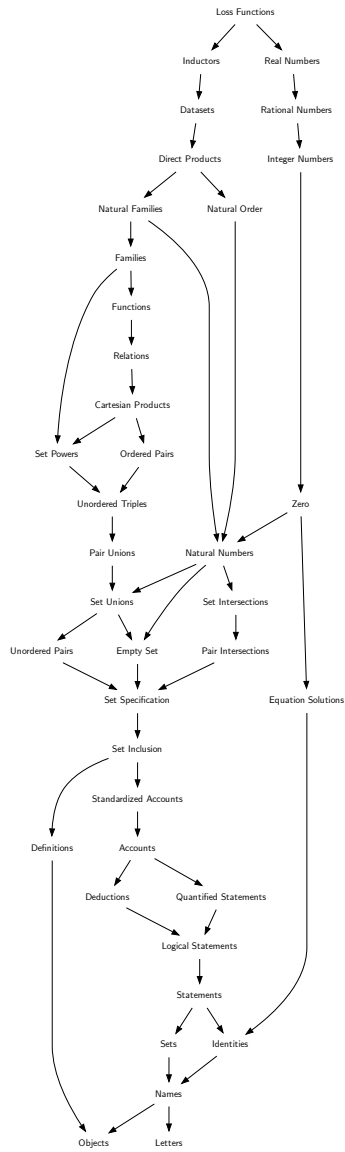 Loss Functions
Inductors Real Numbers
Datasets Rational Numbers
Direct Products Integer Numbers
Natural Families Natural Order
Families
Functions
Relations
Cartesian Products
Set Powers Ordered Pairs
Unordered Triples Zero
Pair Unions Natural Numbers
Set Unions Set Intersections
Unordered Pairs Empty Set Pair Intersections
Set Specification Equation Solutions
Set Inclusion
Standardized Accounts
Definitions Accounts
Deductions Quantified Statements
Logical Statements
Statements
Sets Identities
Names
Objects Letters